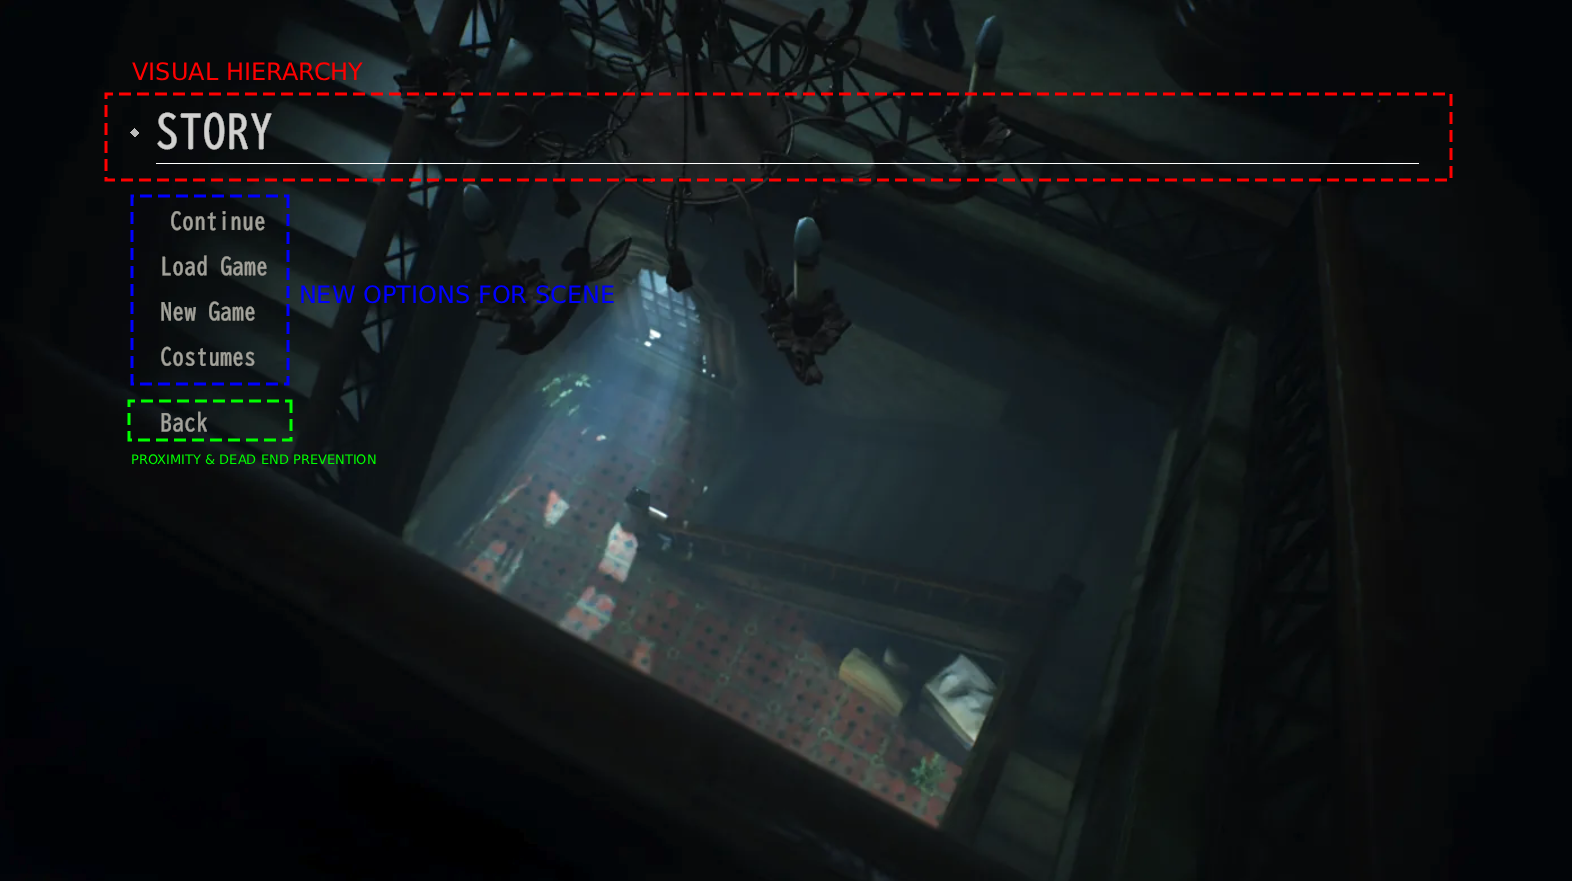 VISUAL HIERARCHY
STORY
Continue
Load Game
NEW OPTIONS FOR SCENE
New Game
Costumes
Back
PROXIMITY & DEAD END PREVENTION